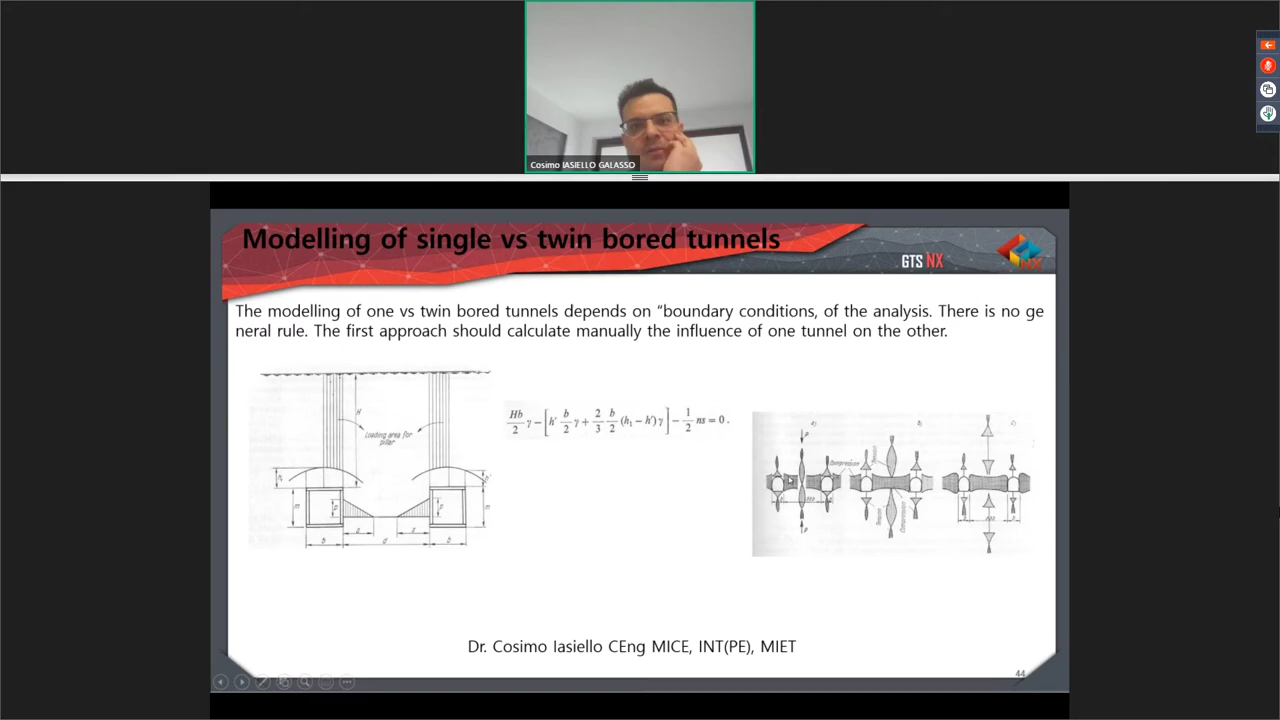 Cosimo IASIELLO GALASSO
Modelling of single vs twin bored tunnels
GTS NX
The modelling of one vs twin bored tunnels depends on “boundary conditions, of the analysis. There is no ge
neral rule. The first approach should calculate manually the influence of one tunnel on the other.
H
Loading area for
pillar
m
b
d
b
Hb/2 γ − [h' b/2 γ + 2/3 b/2 (h₁ − h')γ] − 1/2 ns = 0 .
Compression
Compression
Dr. Cosimo Iasiello CEng MICE, INT(PE), MIET
44